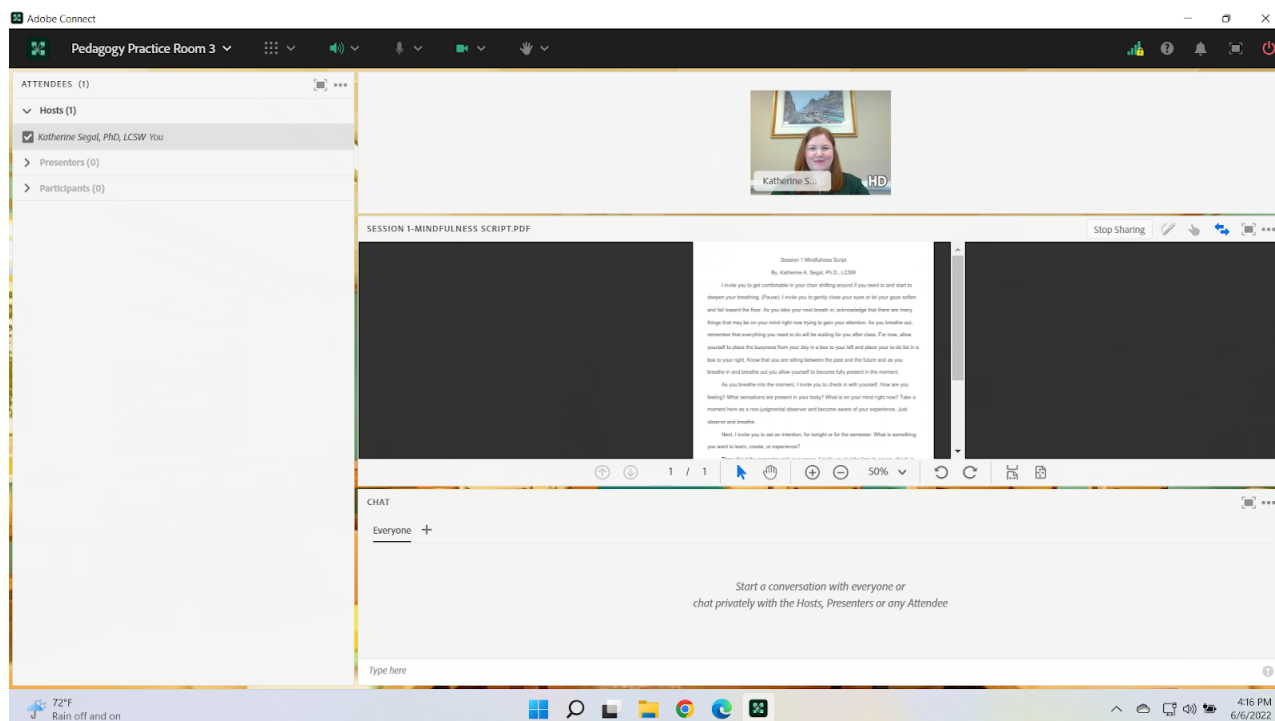 Adobe Connect
Pedagogy Practice Room 3
ATTENDEES (1)
Hosts (1)
Katherine Segal, PhD, LCSW You
Presenters (0)
Participants (0)
Katherine S...
HD
SESSION 1-MINDFULNESS SCRIPT.PDF
Stop Sharing
Session 1 Mindfulness Script
By, Katherine A. Segal, Ph.D., LCSW
I invite you to get comfortable in your chair shifting around if you need to and start to
deepen your breathing. (Pause). I invite you to gently close your eyes or let your gaze soften
and fall toward the floor. As you take your next breath in, acknowledge that there are many
things that may be on your mind right now trying to gain your attention. As you breathe out,
remember that everything you need to do will be waiting for you after class. For now, allow
yourself to place the busyness from your day in a box to your left and place your to do list in a
box to your right. Know that you are sitting between the past and the future and as you
breathe in and breathe out you allow yourself to become fully present in the moment.
As you breathe into the moment, I invite you to check in with yourself. How are you
feeling? What sensations are present in your body? What is on your mind right now? Take a
moment here as a non-judgmental observer and become aware of your experience. Just
observe and breathe.
Next, I invite you to set an intention, for tonight or for the semester. What is something
you want to learn, create, or experience?
1 / 1
50%
CHAT
Everyone
Start a conversation with everyone or
chat privately with the Hosts, Presenters or any Attendee
Type here
72°F
Rain off and on
4:16 PM
6/6/2022